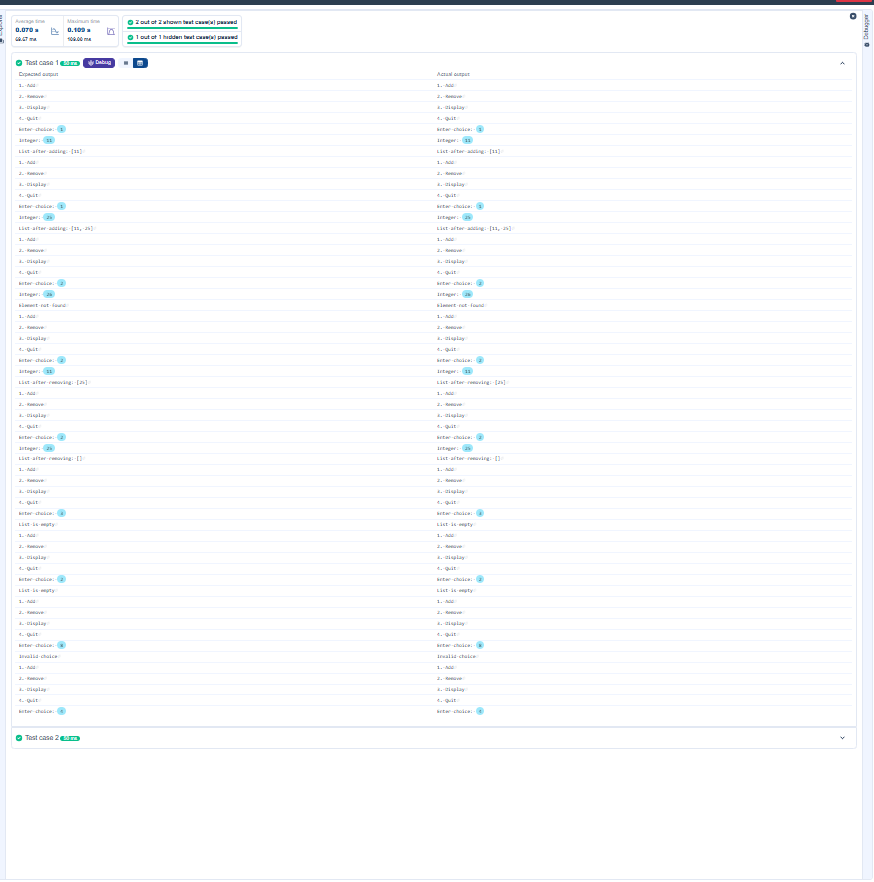 Average time
0.070 s
69.67 ms
Maximum time
0.109 s
109.00 ms
2 out of 2 shown test case(s) passed
1 out of 1 hidden test case(s) passed
Debugger
Test case 1
Debug
Expected output
Actual output
1. Add
1. Add
2. Remove
2. Remove
3. Display
3. Display
4. Quit
4. Quit
Enter choice: 1
Enter choice: 1
Integer: 11
Integer: 11
List after adding: [11]
List after adding: [11]
1. Add
1. Add
2. Remove
2. Remove
3. Display
3. Display
4. Quit
4. Quit
Enter choice: 1
Enter choice: 1
Integer: 25
Integer: 25
List after adding: [11, 25]
List after adding: [11, 25]
1. Add
1. Add
2. Remove
2. Remove
3. Display
3. Display
4. Quit
4. Quit
Enter choice: 2
Enter choice: 2
Integer: 26
Integer: 26
Element not found
Element not found
1. Add
1. Add
2. Remove
2. Remove
3. Display
3. Display
4. Quit
4. Quit
Enter choice: 2
Enter choice: 2
Integer: 11
Integer: 11
List after removing: [25]
List after removing: [25]
1. Add
1. Add
2. Remove
2. Remove
3. Display
3. Display
4. Quit
4. Quit
Enter choice: 2
Enter choice: 2
Integer: 25
Integer: 25
List after removing: []
List after removing: []
1. Add
1. Add
2. Remove
2. Remove
3. Display
3. Display
4. Quit
4. Quit
Enter choice: 3
Enter choice: 3
List is empty
List is empty
1. Add
1. Add
2. Remove
2. Remove
3. Display
3. Display
4. Quit
4. Quit
Enter choice: 2
Enter choice: 2
List is empty
List is empty
1. Add
1. Add
2. Remove
2. Remove
3. Display
3. Display
4. Quit
4. Quit
Enter choice: 6
Enter choice: 6
Invalid choice
Invalid choice
1. Add
1. Add
2. Remove
2. Remove
3. Display
3. Display
4. Quit
4. Quit
Enter choice: 4
Enter choice: 4
Test case 2